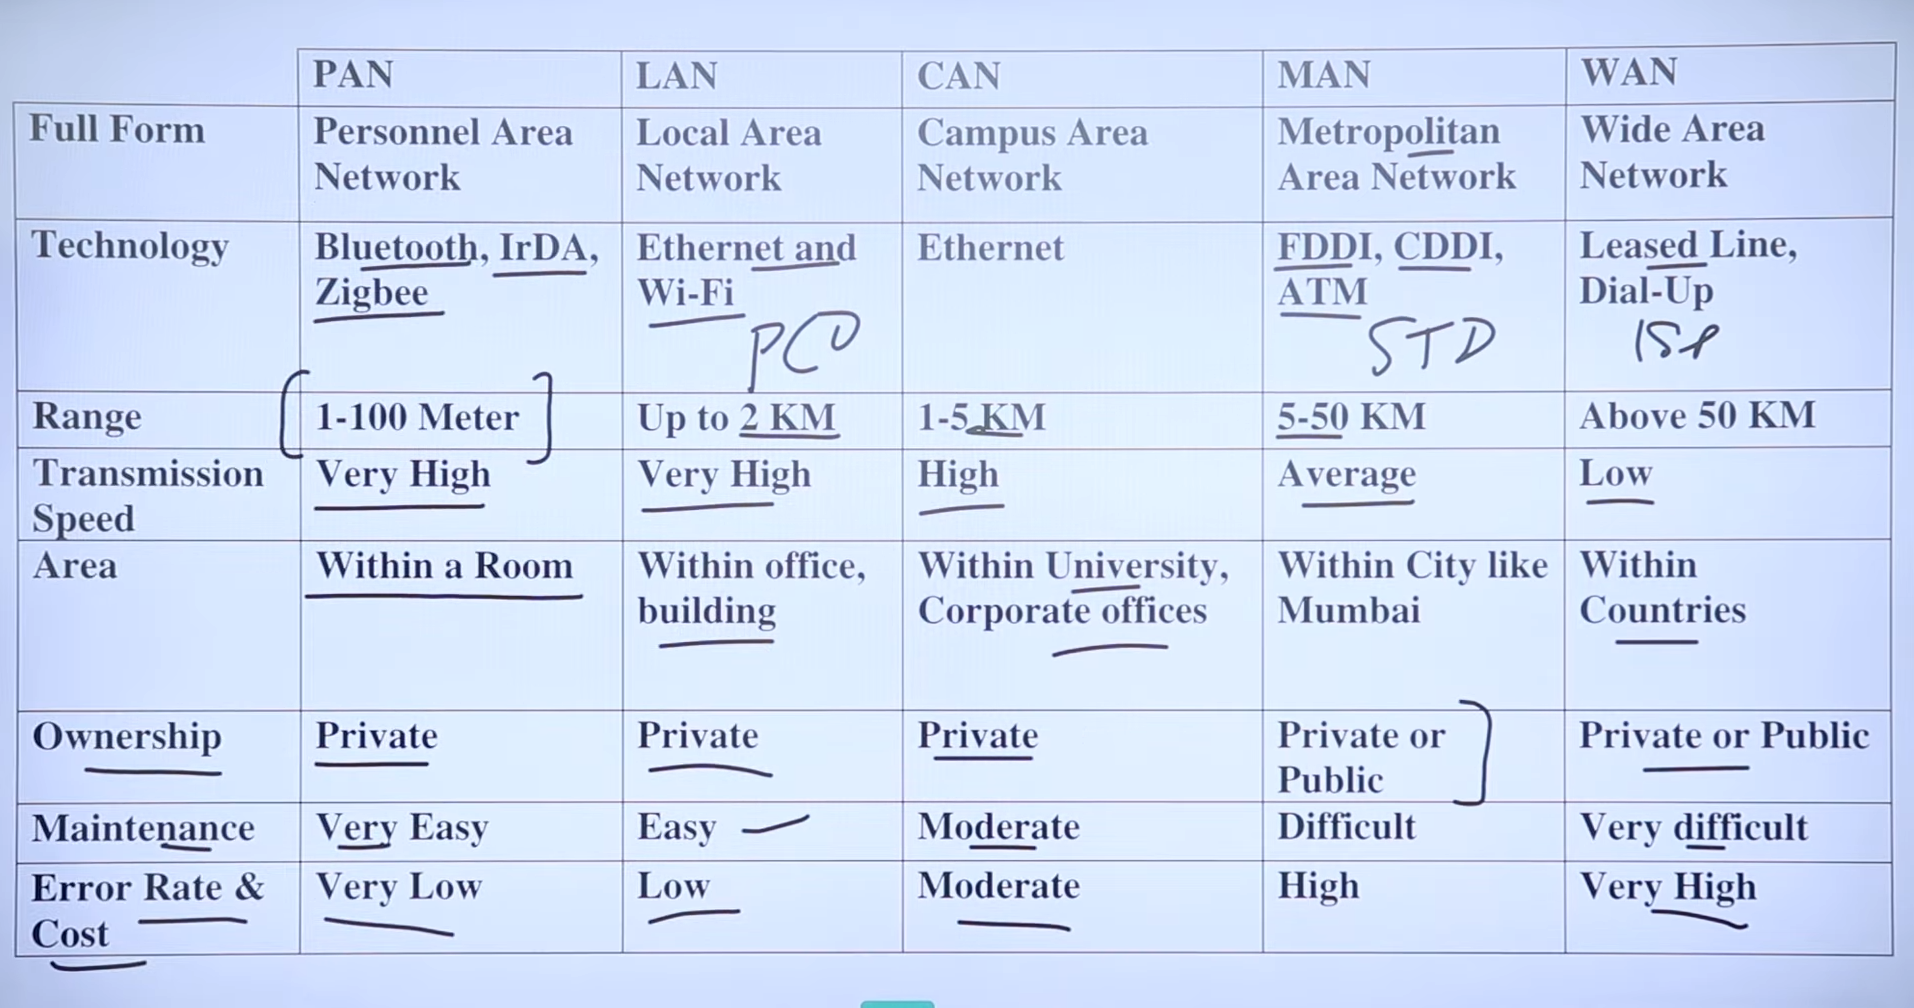 PAN LAN CAN MAN WAN
Full Form Personnel Area Local Area Campus Area Metropolitan Wide Area
Network Network Network Area Network Network
Technology Bluetooth, IrDA, Ethernet and Ethernet FDDI, CDDI, Leased Line,
Zigbee Wi-Fi ATM Dial-Up
PCO STD ISP
Range 1-100 Meter Up to 2 KM 1-5 KM 5-50 KM Above 50 KM
Transmission Very High Very High High Average Low
Speed
Area Within a Room Within office, Within University, Within City like Within
building Corporate offices Mumbai Countries
Ownership Private Private Private Private or Private or Public
Public
Maintenance Very Easy Easy Moderate Difficult Very difficult
Error Rate & Very Low Low Moderate High Very High
Cost